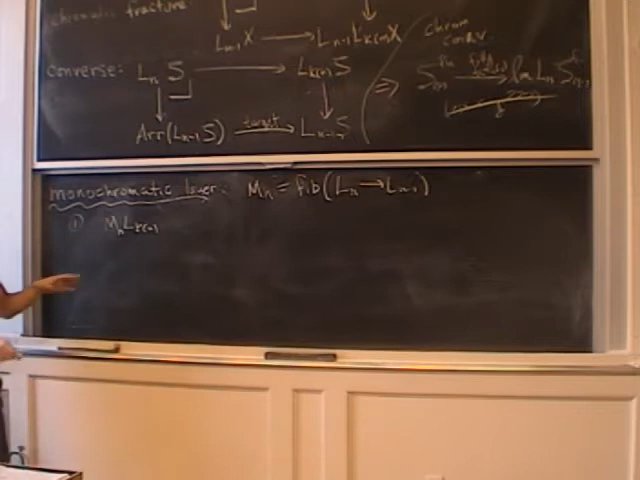 chromatic fracture:
L_{n-1} X → L_{n-1} L_{K(n)} X
chrom conv
converse: L_n S → L_{K(n)} S
Arr(L_{n-1} S) target → L_{n-1} S
monochromatic layer: M_n = fib(L_n → L_{n-1})
① M_n L_{K(n)}